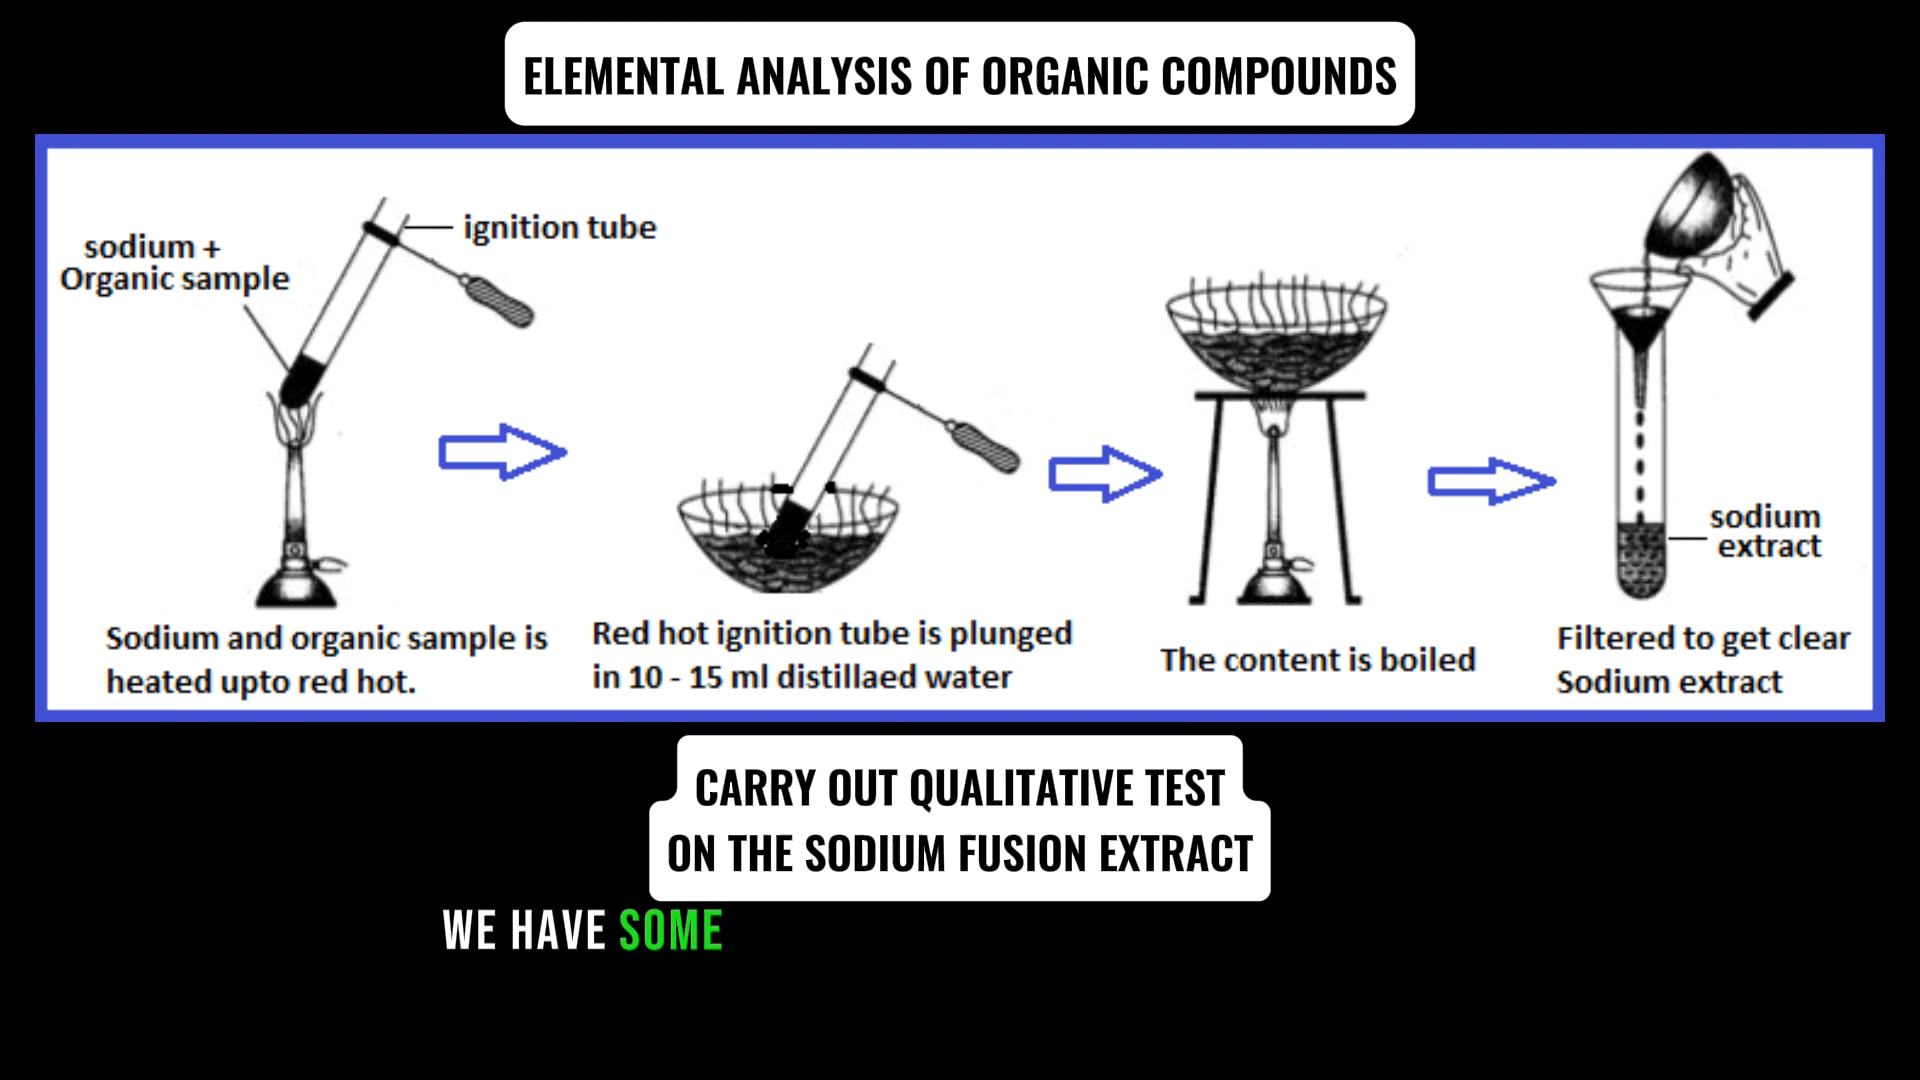 ELEMENTAL ANALYSIS OF ORGANIC COMPOUNDS
sodium +
Organic sample
ignition tube
sodium
extract
Sodium and organic sample is
heated upto red hot.
Red hot ignition tube is plunged
in 10 - 15 ml distillaed water
The content is boiled
Filtered to get clear
Sodium extract
CARRY OUT QUALITATIVE TEST
ON THE SODIUM FUSION EXTRACT
WE HAVE SOME